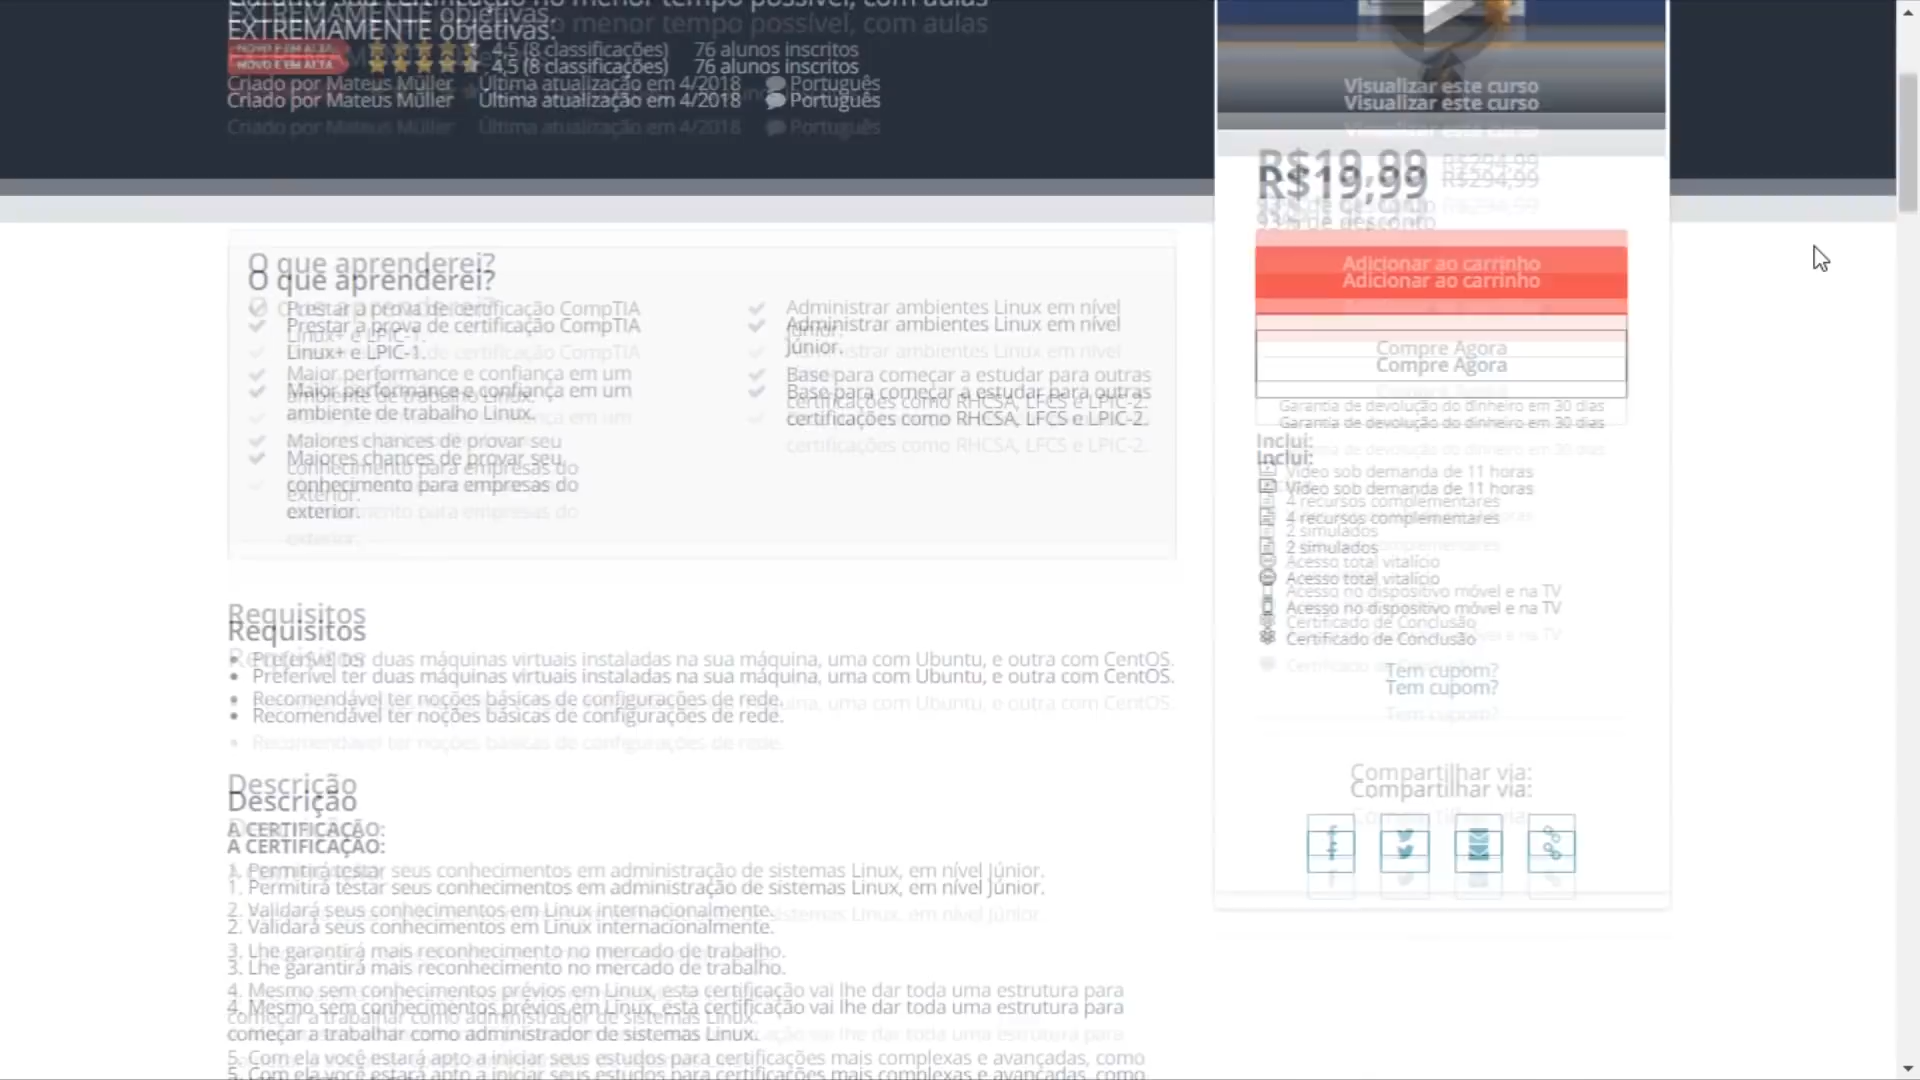 EXTREMAMENTE objetivas.
NOVO E EM ALTA 4,5 (8 classificações) 76 alunos inscritos
Criado por Mateus Müller Última atualização em 4/2018 Português
O que aprenderei?
Prestar a prova de certificação CompTIA
Linux+ e LPIC-1.
Maior performance e confiança em um
ambiente de trabalho Linux.
Maiores chances de provar seu
conhecimento para empresas do
exterior.
Administrar ambientes Linux em nível
Júnior.
Base para começar a estudar para outras
certificações como RHCSA, LFCS e LPIC-2.
Requisitos
Preferível ter duas máquinas virtuais instaladas na sua máquina, uma com Ubuntu, e outra com CentOS.
Recomendável ter noções básicas de configurações de rede.
Descrição
A CERTIFICAÇÃO:
1. Permitirá testar seus conhecimentos em administração de sistemas Linux, em nível Júnior.
2. Validará seus conhecimentos em Linux internacionalmente.
3. Lhe garantirá mais reconhecimento no mercado de trabalho.
4. Mesmo sem conhecimentos prévios em Linux, esta certificação vai lhe dar toda uma estrutura para
começar a trabalhar como administrador de sistemas Linux.
5. Com ela você estará apto a iniciar seus estudos para certificações mais complexas e avançadas, como
Visualizar este curso
R$19,99 R$294,99
93% de desconto
Adicionar ao carrinho
Compre Agora
Garantia de devolução do dinheiro em 30 dias
Inclui:
Vídeo sob demanda de 11 horas
4 recursos complementares
2 simulados
Acesso total vitalício
Acesso no dispositivo móvel e na TV
Certificado de Conclusão
Tem cupom?
Compartilhar via: